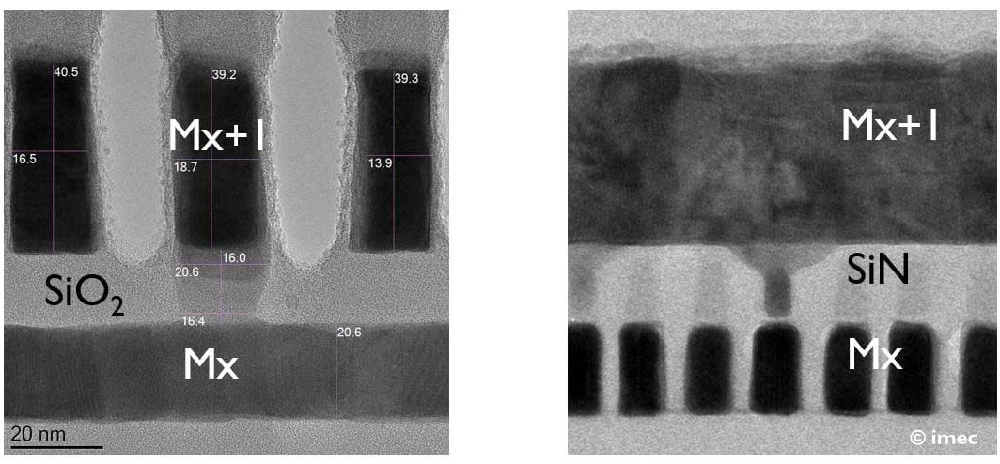 40.5
39.2
39.3
Mx+1
16.5
18.7
13.9
16.0
20.6
SiO₂
16.4
20.6
Mx
20 nm
Mx+1
SiN
Mx
© imec